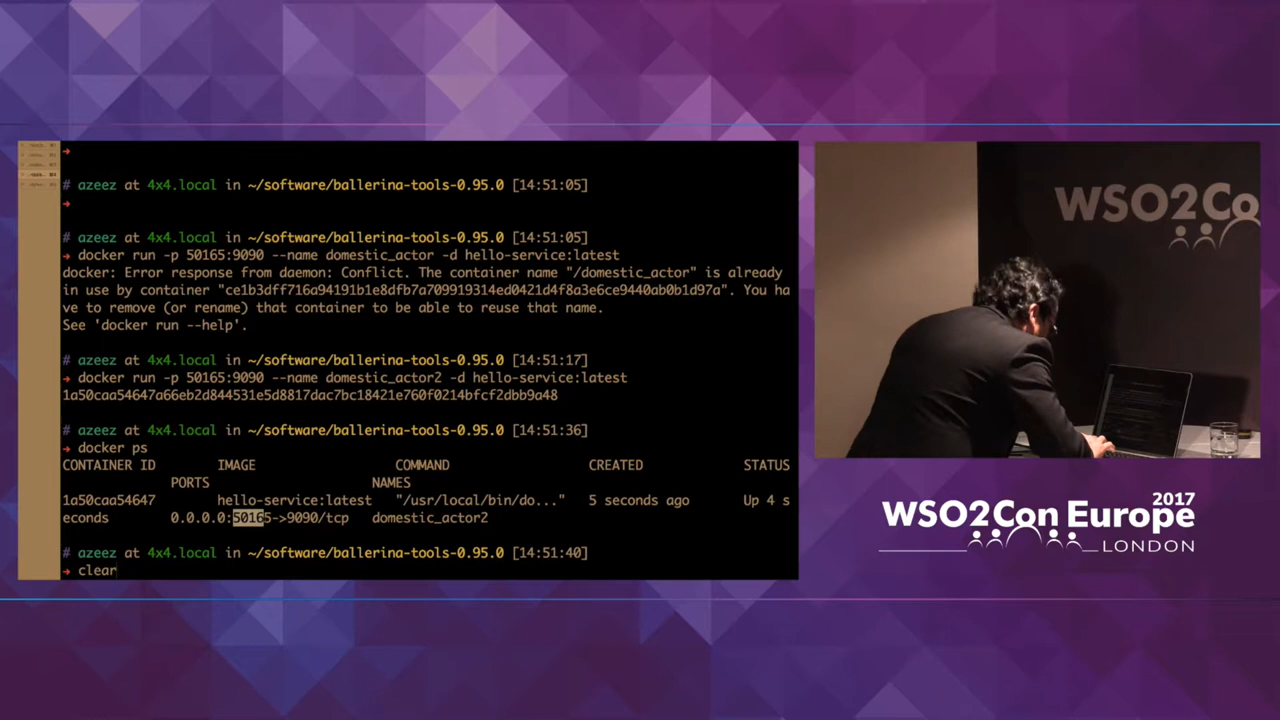 # azeez at 4x4.local in ~/software/ballerina-tools-0.95.0 [14:51:05]
# azeez at 4x4.local in ~/software/ballerina-tools-0.95.0 [14:51:05]
➜ docker run -p 50165:9090 --name domestic_actor -d hello-service:latest
docker: Error response from daemon: Conflict. The container name "/domestic_actor" is already
in use by container "ce1b3dff716a94191b1e8dfb7a709919314ed0421d4f8a3e6ce9440ab0b1d97a". You ha
ve to remove (or rename) that container to be able to reuse that name.
See 'docker run --help'.
# azeez at 4x4.local in ~/software/ballerina-tools-0.95.0 [14:51:17]
➜ docker run -p 50165:9090 --name domestic_actor2 -d hello-service:latest
1a50caa54647a66eb2d844531e5d8817dac7bc18421e760f0214bfcf2dbb9a48
# azeez at 4x4.local in ~/software/ballerina-tools-0.95.0 [14:51:36]
➜ docker ps
CONTAINER ID IMAGE COMMAND CREATED STATUS
PORTS NAMES
1a50caa54647 hello-service:latest "/usr/local/bin/do..." 5 seconds ago Up 4 s
econds 0.0.0.0:50165->9090/tcp domestic_actor2
# azeez at 4x4.local in ~/software/ballerina-tools-0.95.0 [14:51:40]
➜ clear
WSO2Co
2017
WSO2Con Europe
LONDON